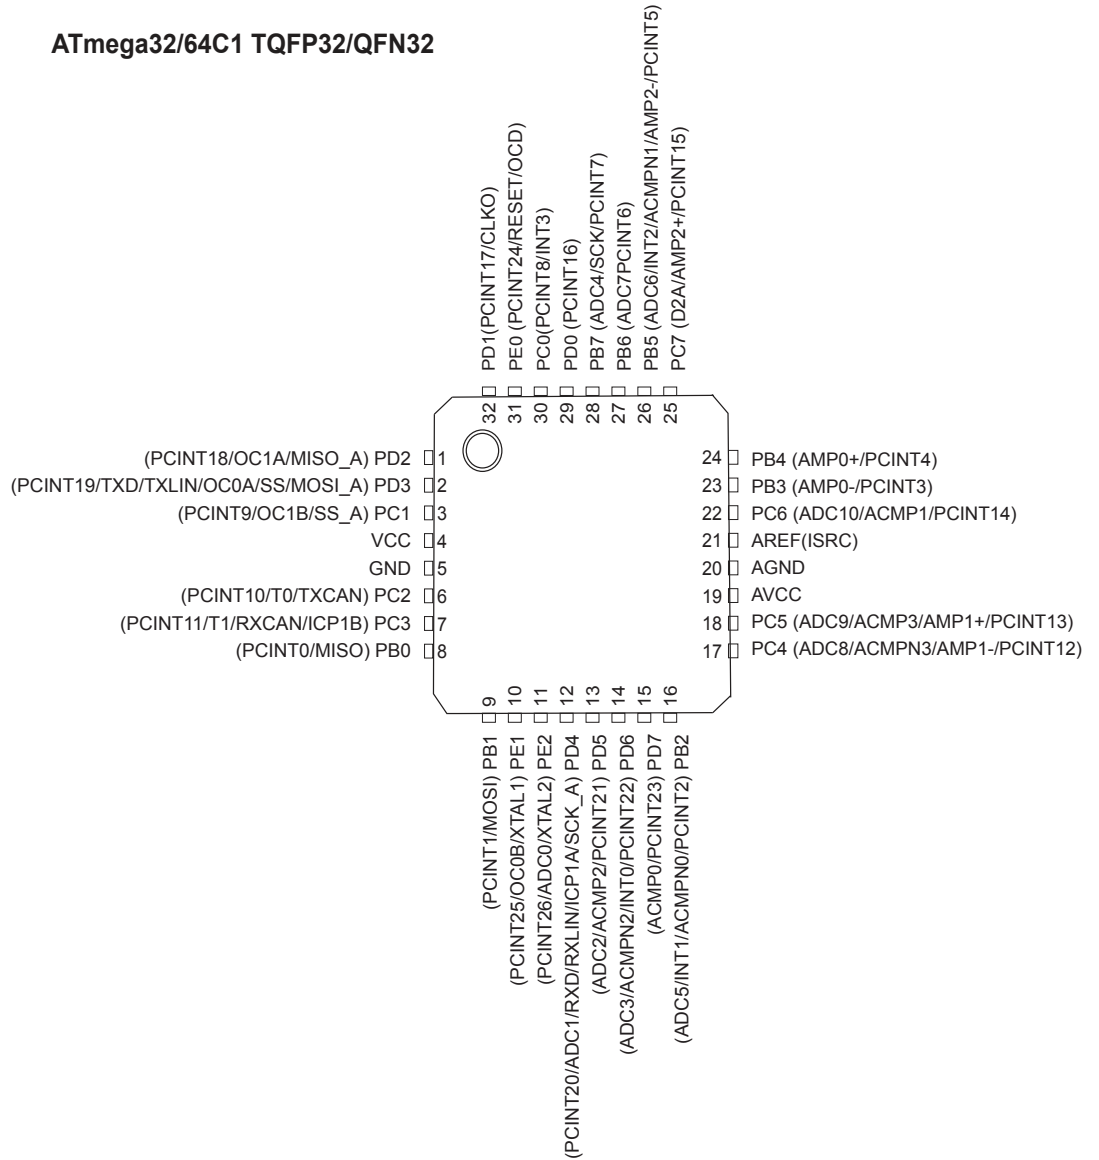 ATmega32/64C1 TQFP32/QFN32
PD1(PCINT17/CLKO)
PE0 (PCINT24/RESET/OCD)
PC0(PCINT8/INT3)
PD0 (PCINT16)
PB7 (ADC4/SCK/PCINT7)
PB6 (ADC7PCINT6)
PB5 (ADC6/INT2/ACMPN1/AMP2-/PCINT5)
PC7 (D2A/AMP2+/PCINT15)
32
31
30
29
28
27
26
25
(PCINT18/OC1A/MISO_A) PD2 1
(PCINT19/TXD/TXLIN/OC0A/SS/MOSI_A) PD3 2
(PCINT9/OC1B/SS_A) PC1 3
VCC 4
GND 5
(PCINT10/T0/TXCAN) PC2 6
(PCINT11/T1/RXCAN/ICP1B) PC3 7
(PCINT0/MISO) PB0 8
24 PB4 (AMP0+/PCINT4)
23 PB3 (AMP0-/PCINT3)
22 PC6 (ADC10/ACMP1/PCINT14)
21 AREF(ISRC)
20 AGND
19 AVCC
18 PC5 (ADC9/ACMP3/AMP1+/PCINT13)
17 PC4 (ADC8/ACMPN3/AMP1-/PCINT12)
9
10
11
12
13
14
15
16
(PCINT1/MOSI) PB1
(PCINT25/OC0B/XTAL1) PE1
(PCINT26/ADC0/XTAL2) PE2
(PCINT20/ADC1/RXD/RXLIN/ICP1A/SCK_A) PD4
(ADC2/ACMP2/PCINT21) PD5
(ADC3/ACMPN2/INT0/PCINT22) PD6
(ACMP0/PCINT23) PD7
(ADC5/INT1/ACMPN0/PCINT2) PB2